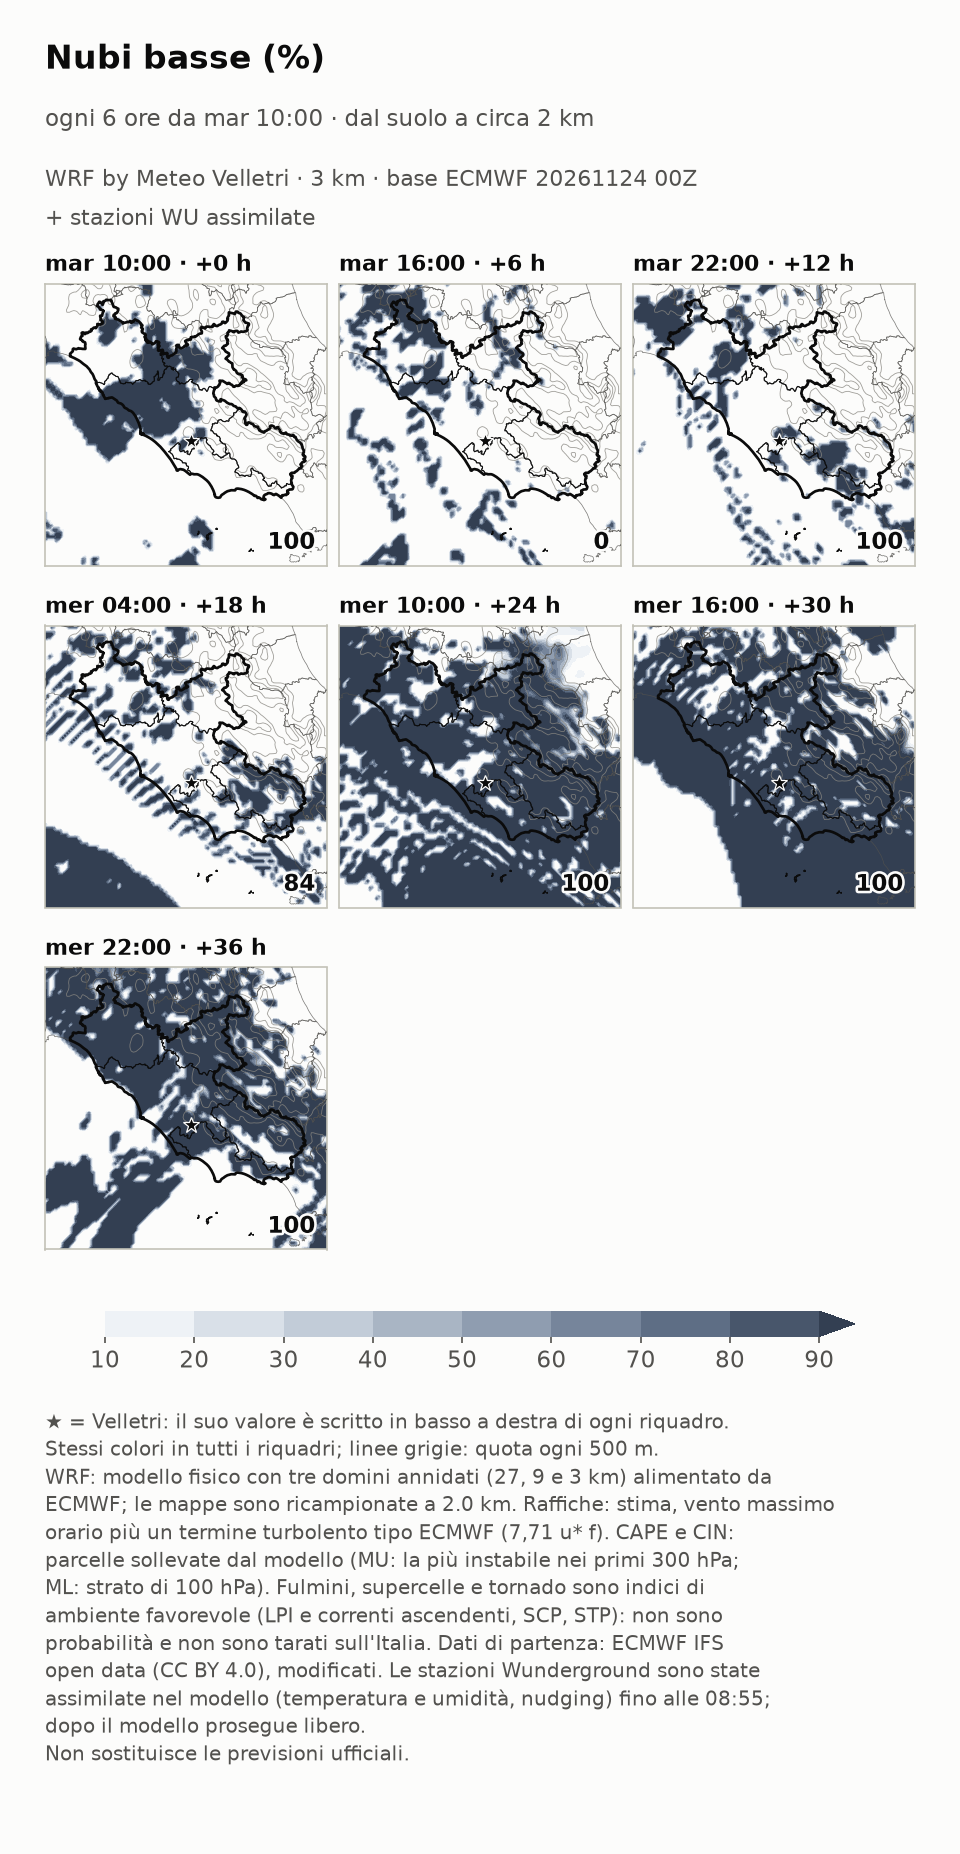 Nubi basse (%)
ogni 6 ore da mar 10:00 · dal suolo a circa 2 km
WRF by Meteo Velletri · 3 km · base ECMWF 20261124 00Z
+ stazioni WU assimilate
mar 10:00 · +0 h
mar 16:00 · +6 h
mar 22:00 · +12 h
100
0
100
mer 04:00 · +18 h
mer 10:00 · +24 h
mer 16:00 · +30 h
84
100
100
mer 22:00 · +36 h
100
10 20 30 40 50 60 70 80 90
★ = Velletri: il suo valore è scritto in basso a destra di ogni riquadro.
Stessi colori in tutti i riquadri; linee grigie: quota ogni 500 m.
WRF: modello fisico con tre domini annidati (27, 9 e 3 km) alimentato da
ECMWF; le mappe sono ricampionate a 2.0 km. Raffiche: stima, vento massimo
orario più un termine turbolento tipo ECMWF (7,71 u* f). CAPE e CIN:
parcelle sollevate dal modello (MU: la più instabile nei primi 300 hPa;
ML: strato di 100 hPa). Fulmini, supercelle e tornado sono indici di
ambiente favorevole (LPI e correnti ascendenti, SCP, STP): non sono
probabilità e non sono tarati sull'Italia. Dati di partenza: ECMWF IFS
open data (CC BY 4.0), modificati. Le stazioni Wunderground sono state
assimilate nel modello (temperatura e umidità, nudging) fino alle 08:55;
dopo il modello prosegue libero.
Non sostituisce le previsioni ufficiali.